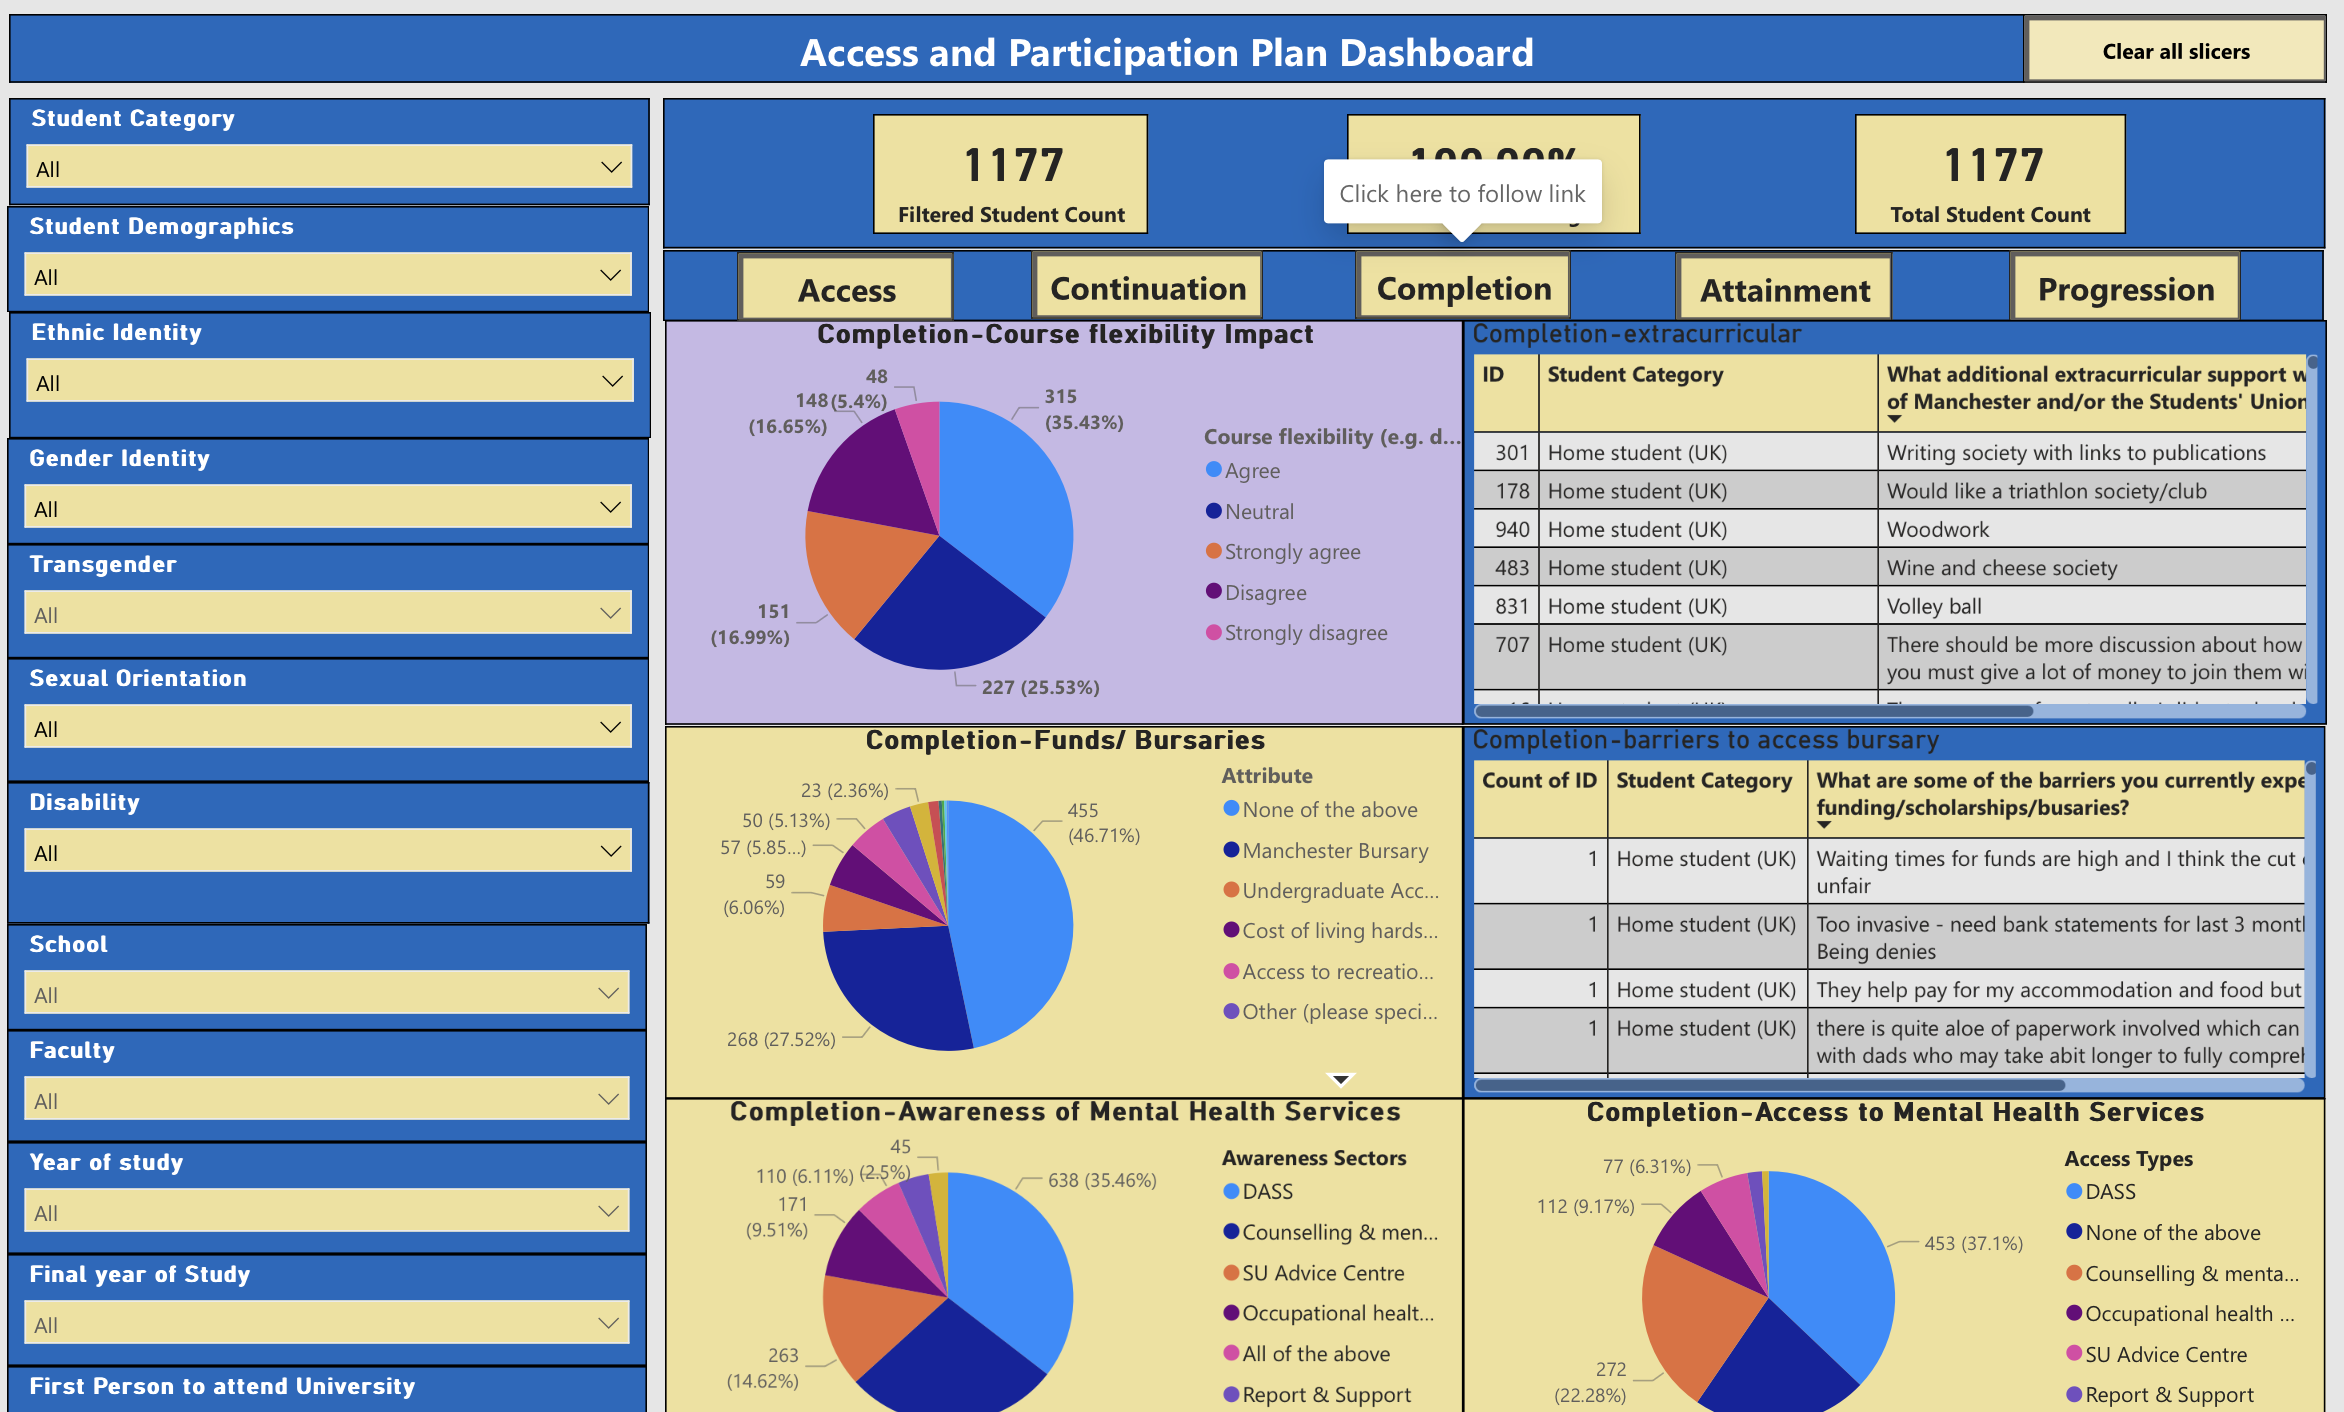 Access and Participation Plan Dashboard
Clear all slicers
Student Category
All
Student Demographics
All
Ethnic Identity
All
Gender Identity
All
Transgender
All
Sexual Orientation
All
Disability
All
School
All
Faculty
All
Year of study
All
Final year of Study
All
First Person to attend University
1177
Filtered Student Count
Click here to follow link
1177
Total Student Count
Access
Continuation
Completion
Attainment
Progression
Completion-Course flexibility Impact
48
(5.4%)
148
(16.65%)
315
(35.43%)
151
(16.99%)
227 (25.53%)
Course flexibility (e.g. d...
Agree
Neutral
Strongly agree
Disagree
Strongly disagree
Completion-extracurricular
ID
Student Category
What additional extracurricular support w
of Manchester and/or the Students' Union
301 Home student (UK) Writing society with links to publications
178 Home student (UK) Would like a triathlon society/club
940 Home student (UK) Woodwork
483 Home student (UK) Wine and cheese society
831 Home student (UK) Volley ball
707 Home student (UK) There should be more discussion about how
you must give a lot of money to join them wi
Completion-Funds/ Bursaries
23 (2.36%)
50 (5.13%)
57 (5.85...)
59
(6.06%)
268 (27.52%)
455
(46.71%)
Attribute
None of the above
Manchester Bursary
Undergraduate Acc...
Cost of living hards...
Access to recreatio...
Other (please speci...
Completion-barriers to access bursary
Count of ID
Student Category
What are some of the barriers you currently expe
funding/scholarships/busaries?
1 Home student (UK) Waiting times for funds are high and I think the cut
unfair
1 Home student (UK) Too invasive - need bank statements for last 3 mont
Being denies
1 Home student (UK) They help pay for my accommodation and food but
1 Home student (UK) there is quite aloe of paperwork involved which can
with dads who may take abit longer to fully compreh
Completion-Awareness of Mental Health Services
45
(2.5%)
110 (6.11%)
171
(9.51%)
263
(14.62%)
638 (35.46%)
Awareness Sectors
DASS
Counselling & men...
SU Advice Centre
Occupational healt...
All of the above
Report & Support
Completion-Access to Mental Health Services
77 (6.31%)
112 (9.17%)
272
(22.28%)
453 (37.1%)
Access Types
DASS
None of the above
Counselling & menta...
Occupational health ...
SU Advice Centre
Report & Support